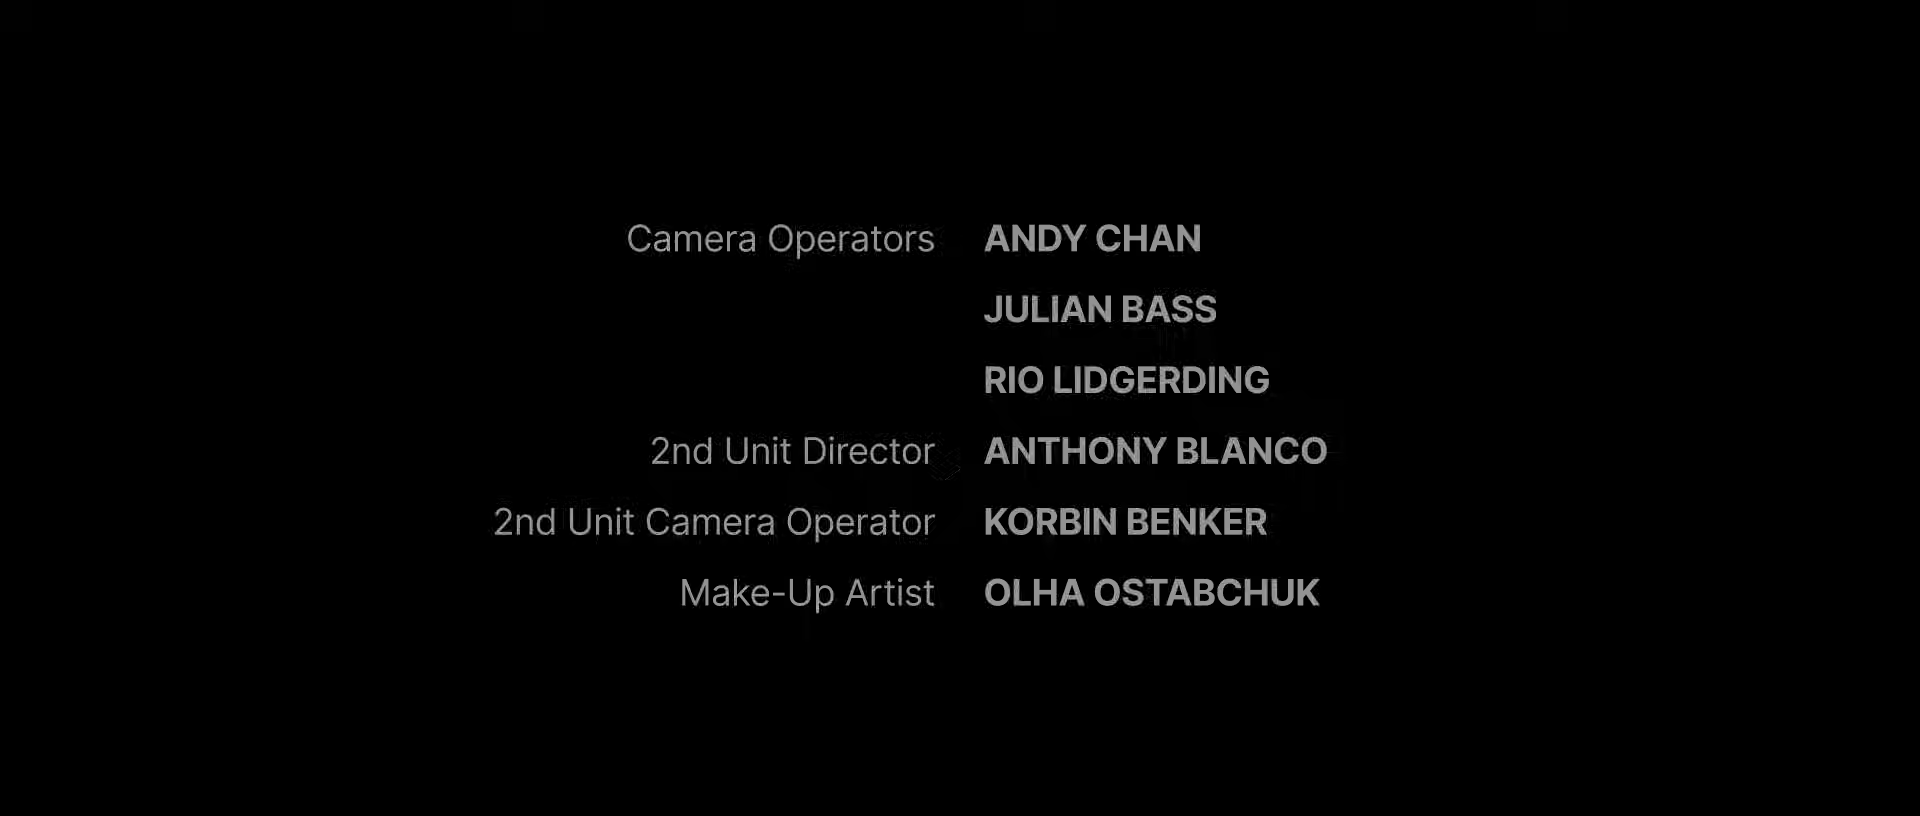 Camera Operators ANDY CHAN
JULIAN BASS
RIO LIDGERDING
2nd Unit Director ANTHONY BLANCO
2nd Unit Camera Operator KORBIN BENKER
Make-Up Artist OLHA OSTABCHUK